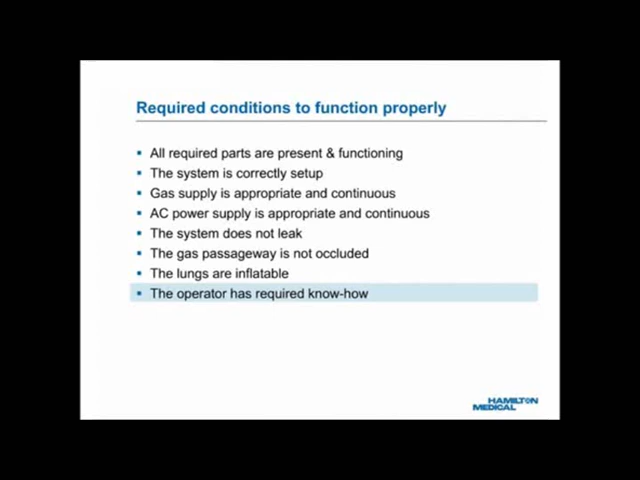 Required conditions to function properly
▪ All required parts are present & functioning
▪ The system is correctly setup
▪ Gas supply is appropriate and continuous
▪ AC power supply is appropriate and continuous
▪ The system does not leak
▪ The gas passageway is not occluded
▪ The lungs are inflatable
▪ The operator has required know-how
HAMILTON
MEDICAL